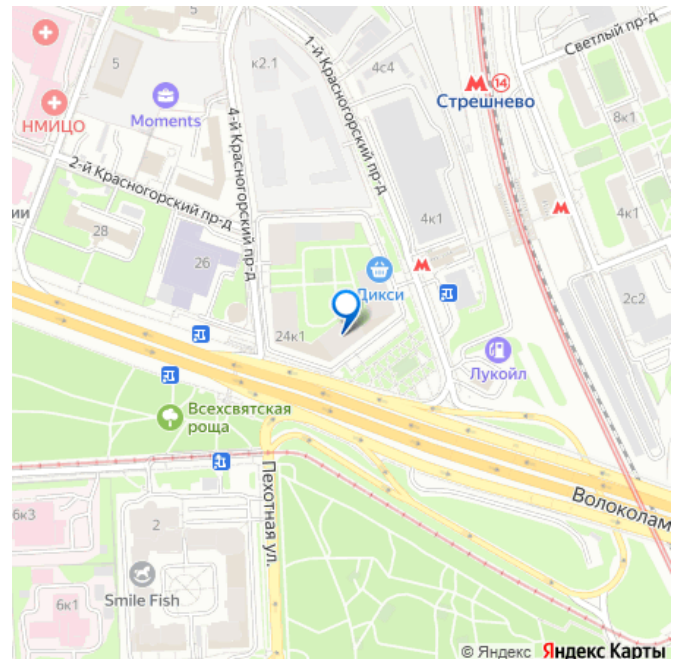 5
к2.1
1-й Красногорский пр-д
4с4
Светлый пр-д
14
Стрешнево
8к1
НМИЦО
Moments
4-й Красногорский пр-д
2-й Красногорский пр-д
ии
28
26
4к1
4к1
Дикси
24к1
2с2
Лукойл
Всехсвятская
роща
Волоколам
Пехотная ул.
6к3
2
Smile Fish
6к1
© Яндекс Яндекс Карты